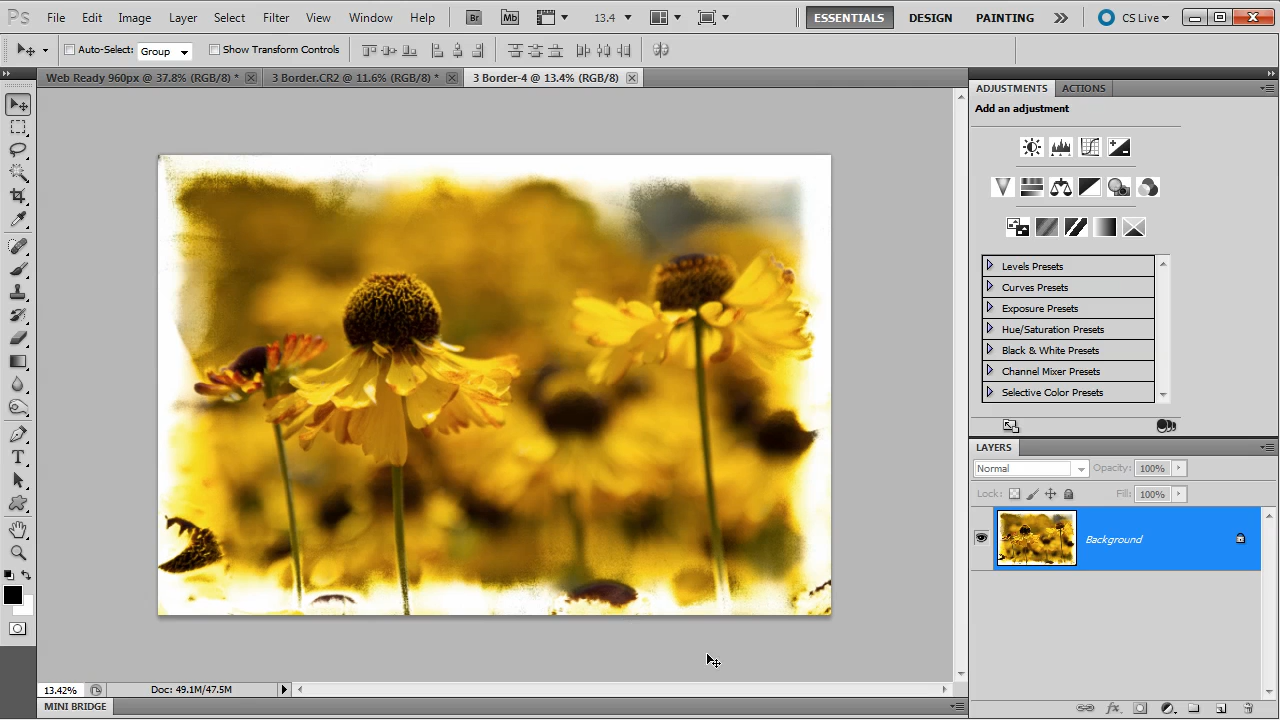 Ps File Edit Image Layer Select Filter View Window Help Br Mb 13.4 ESSENTIALS DESIGN PAINTING CS Live
Auto-Select: Group Show Transform Controls
Web Ready 960px @ 37.8% (RGB/8) * 3 Border.CR2 @ 11.6% (RGB/8) * 3 Border-4 @ 13.4% (RGB/8)
ADJUSTMENTS ACTIONS
Add an adjustment
Levels Presets
Curves Presets
Exposure Presets
Hue/Saturation Presets
Black & White Presets
Channel Mixer Presets
Selective Color Presets
LAYERS
Normal Opacity: 100%
Lock: Fill: 100%
Background
13.42% Doc: 49.1M/47.5M
MINI BRIDGE